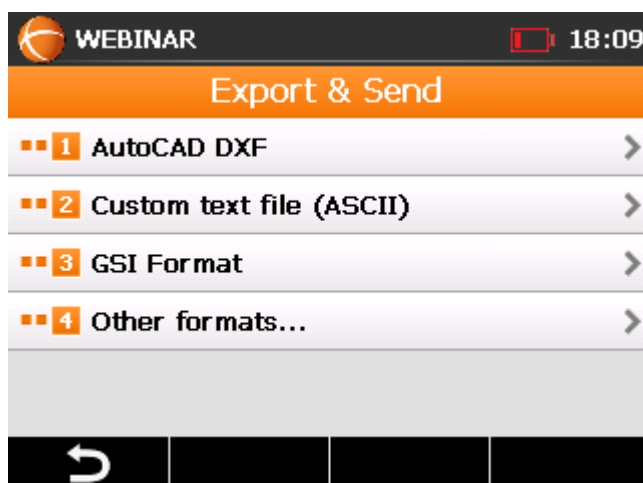 WEBINAR 18:09
Export & Send
1 AutoCAD DXF
2 Custom text file (ASCII)
3 GSI Format
4 Other formats...